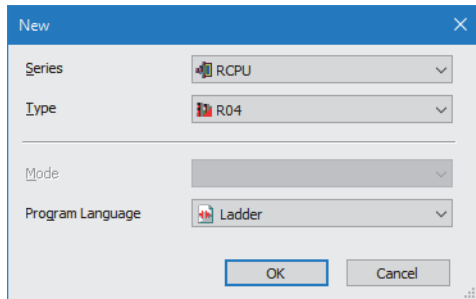 New
Series
RCPU
Type
R04
Mode
Program Language
Ladder
OK
Cancel